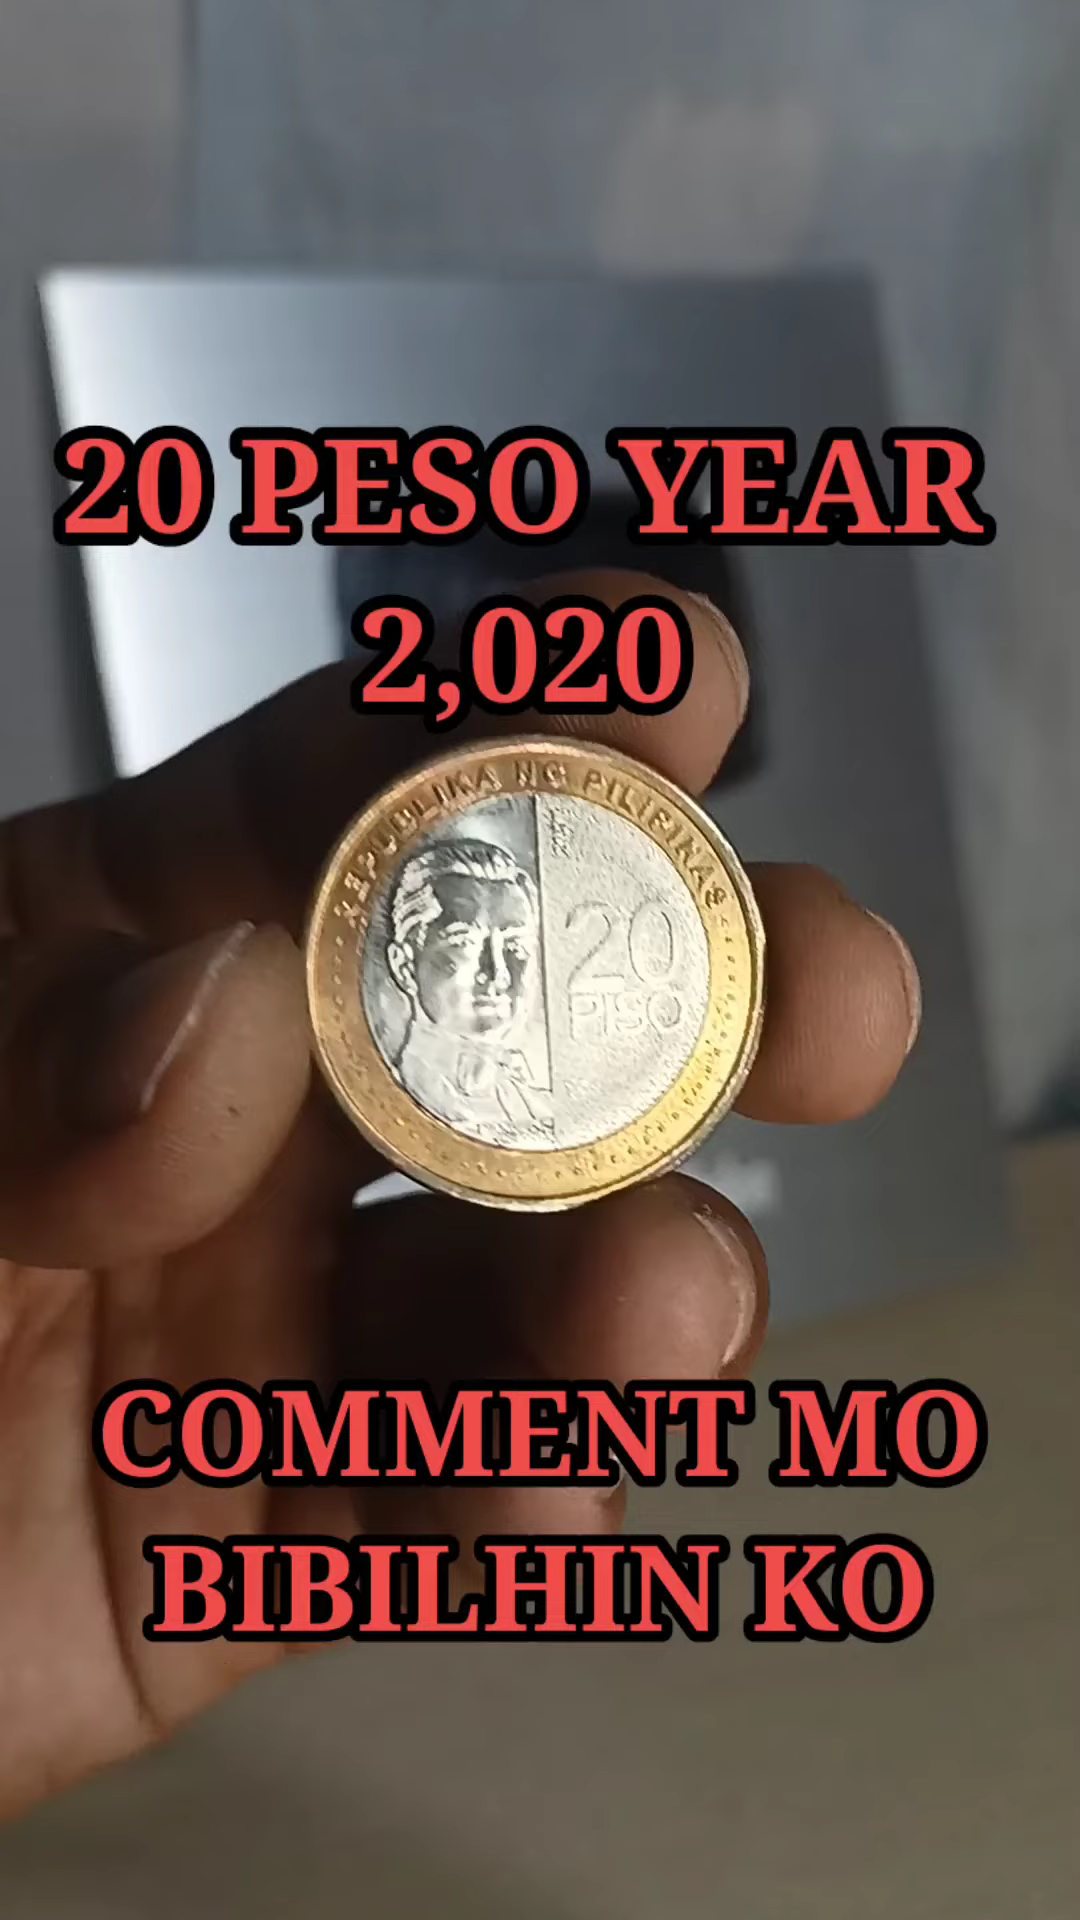 20 PESO YEAR
2,020
REPUBLIKA NG PILIPINAS
20
PISO
COMMENT MO
BIBILHIN KO